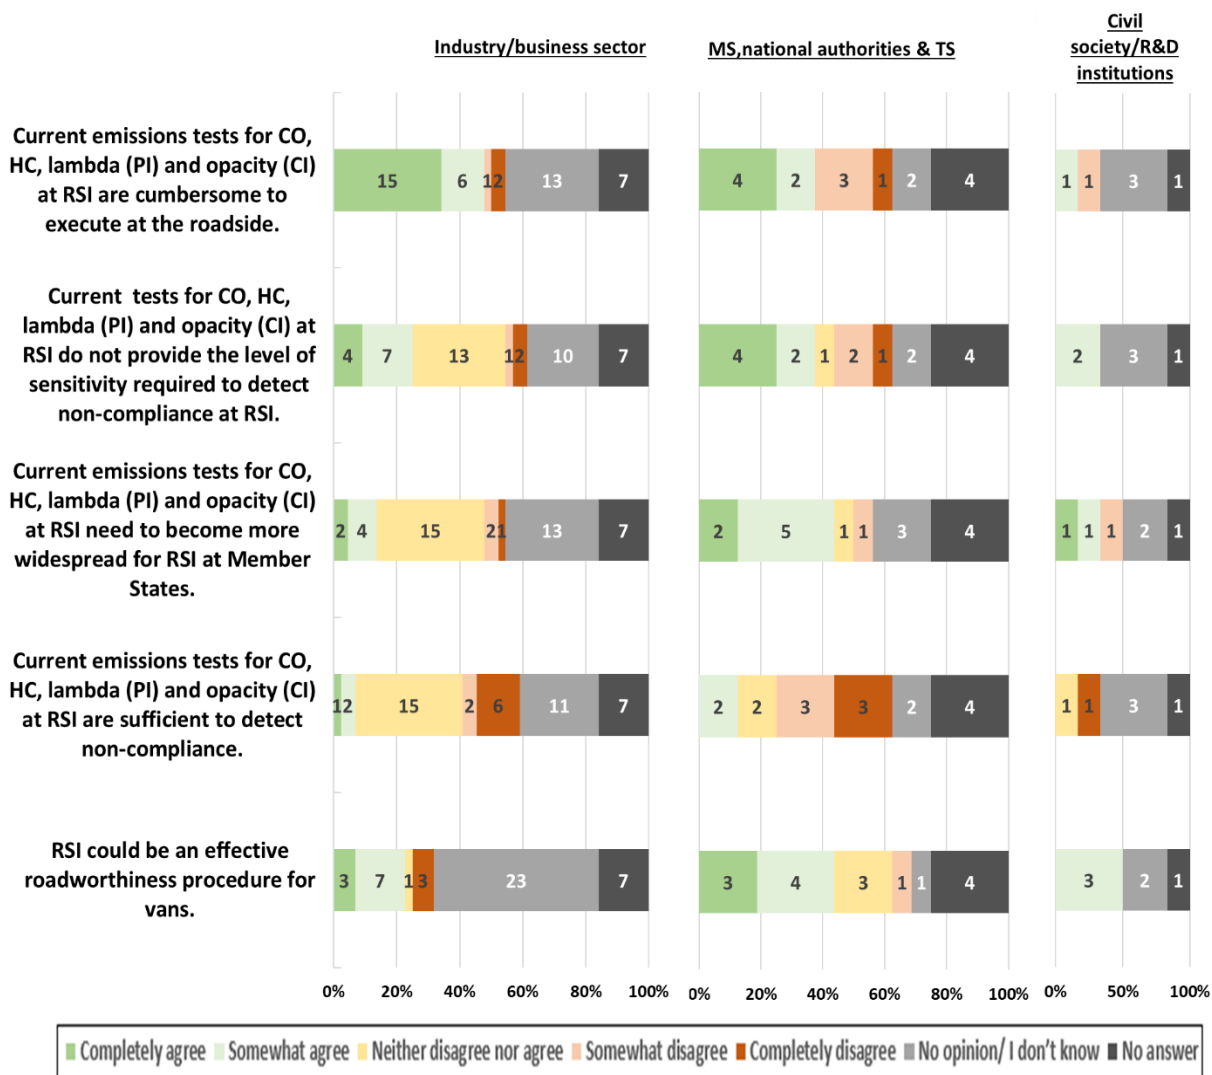 Industry/business sector
MS,national authorities & TS
Civil
society/R&D
institutions
Current emissions tests for CO,
HC, lambda (PI) and opacity (CI)
at RSI are cumbersome to
execute at the roadside.
15 6 1 2 13 7
4 2 3 1 2 4
1 1 3 1
Current tests for CO, HC,
lambda (PI) and opacity (CI) at
RSI do not provide the level of
sensitivity required to detect
non-compliance at RSI.
4 7 13 1 2 10 7
4 2 1 2 1 2 4
2 3 1
Current emissions tests for CO,
HC, lambda (PI) and opacity (CI)
at RSI need to become more
widespread for RSI at Member
States.
2 4 15 2 1 13 7
2 5 1 1 3 4
1 1 1 2 1
Current emissions tests for CO,
HC, lambda (PI) and opacity (CI)
at RSI are sufficient to detect
non-compliance.
1 2 15 2 6 11 7
2 2 3 3 2 4
1 1 3 1
RSI could be an effective
roadworthiness procedure for
vans.
3 7 1 3 23 7
3 4 3 1 1 4
3 2 1
0% 20% 40% 60% 80% 100%
0% 20% 40% 60% 80% 100%
0% 50% 100%
Completely agree Somewhat agree Neither disagree nor agree Somewhat disagree Completely disagree No opinion/ I don't know No answer